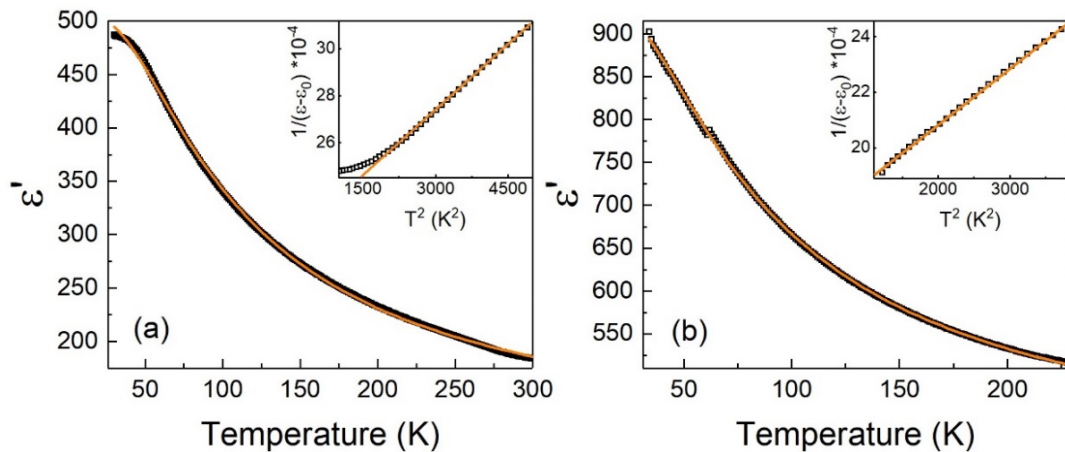 500
450
400
350
300
250
200
ε'
50 100 150 200 250 300
Temperature (K)
(a)
30
28
26
1/(ε-ε0) *10-4
1500 3000 4500
T2 (K2)
900
850
800
750
700
650
600
550
ε'
50 100 150 200
Temperature (K)
(b)
24
22
20
1/(ε-ε0) *10-4
2000 3000
T2 (K2)